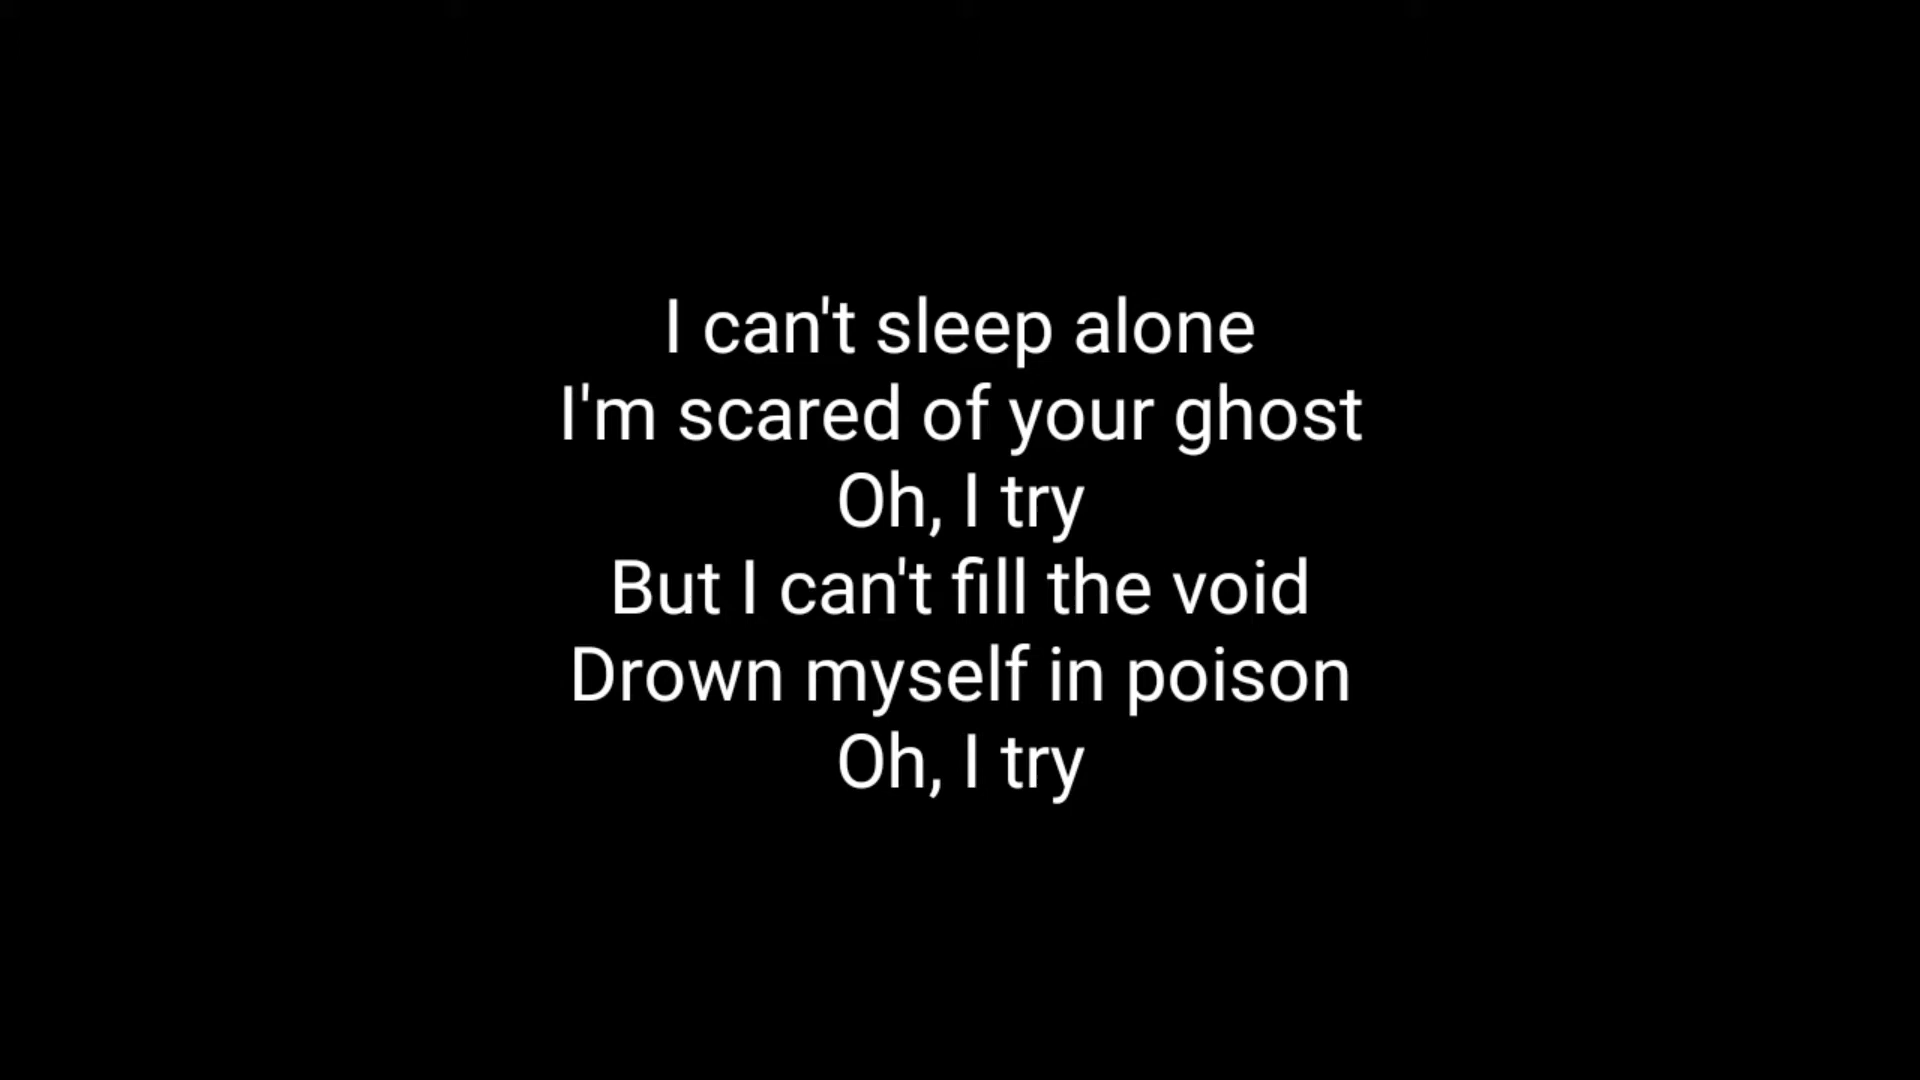 I can't sleep alone
I'm scared of your ghost
Oh, I try
But I can't fill the void
Drown myself in poison
Oh, I try